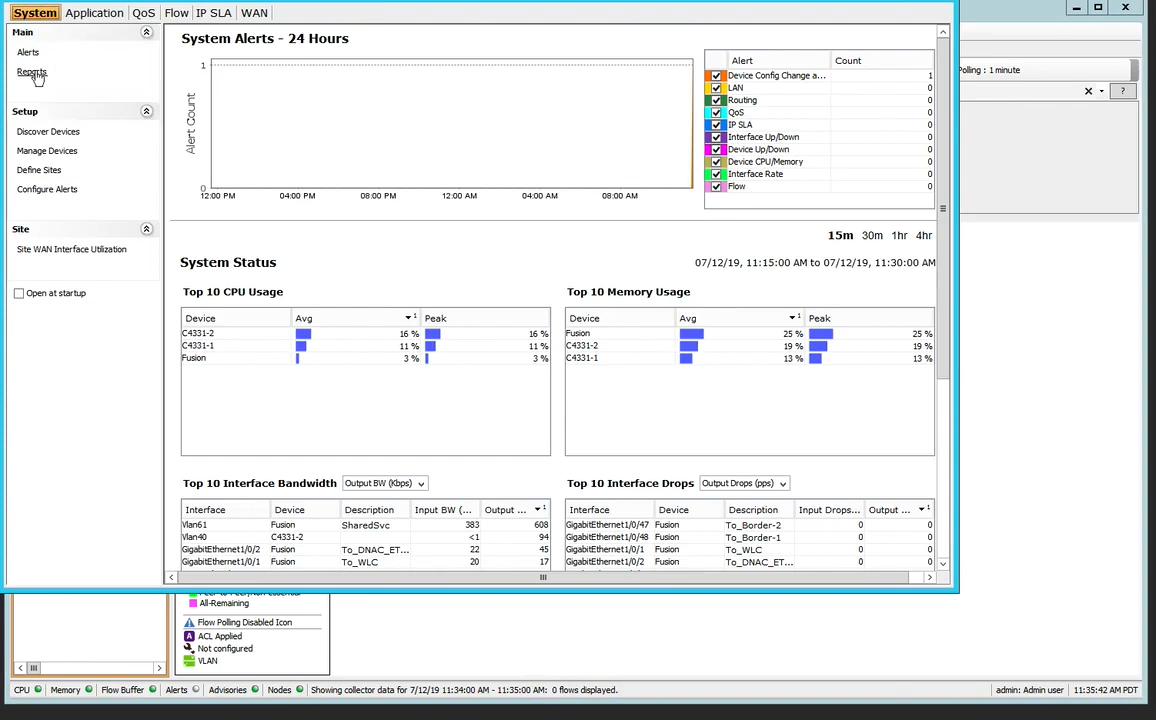 System Application QoS Flow IP SLA WAN
Main
Alerts
Reports
Setup
Discover Devices
Manage Devices
Define Sites
Configure Alerts
Site
Site WAN Interface Utilization
Open at startup
System Alerts - 24 Hours
Alert Count
1
0
12:00 PM 04:00 PM 08:00 PM 12:00 AM 04:00 AM 08:00 AM
Alert Count
Device Config Change a... 1
LAN 0
Routing 0
QoS 0
IP SLA 0
Interface Up/Down 0
Device Up/Down 0
Device CPU/Memory 0
Interface Rate 0
Flow 0
15m 30m 1hr 4hr
System Status 07/12/19, 11:15:00 AM to 07/12/19, 11:30:00 AM
Top 10 CPU Usage
Device Avg 1 Peak
C4331-2 16 % 16 %
C4331-1 11 % 11 %
Fusion 3 % 3 %
Top 10 Memory Usage
Device Avg 1 Peak
Fusion 25 % 25 %
C4331-2 19 % 19 %
C4331-1 13 % 13 %
Top 10 Interface Bandwidth Output BW (Kbps)
Interface Device Description Input BW (... Output ... 1
Vlan61 Fusion SharedSvc 383 608
Vlan40 C4331-2 <1 94
GigabitEthernet1/0/2 Fusion To_DNAC_ET... 22 45
GigabitEthernet1/0/1 Fusion To_WLC 20 17
Top 10 Interface Drops Output Drops (pps)
Interface Device Description Input Drops... Output ... 1
GigabitEthernet1/0/47 Fusion To_Border-2 0 0
GigabitEthernet1/0/48 Fusion To_Border-1 0 0
GigabitEthernet1/0/1 Fusion To_WLC 0 0
GigabitEthernet1/0/2 Fusion To_DNAC_ET... 0 0
Polling : 1 minute
?
All-Remaining
Flow Polling Disabled Icon
A ACL Applied
Not configured
VLAN
CPU Memory Flow Buffer Alerts Advisories Nodes Showing collector data for 7/12/19 11:34:00 AM - 11:35:00 AM: 0 flows displayed. admin: Admin user 11:35:42 AM PDT